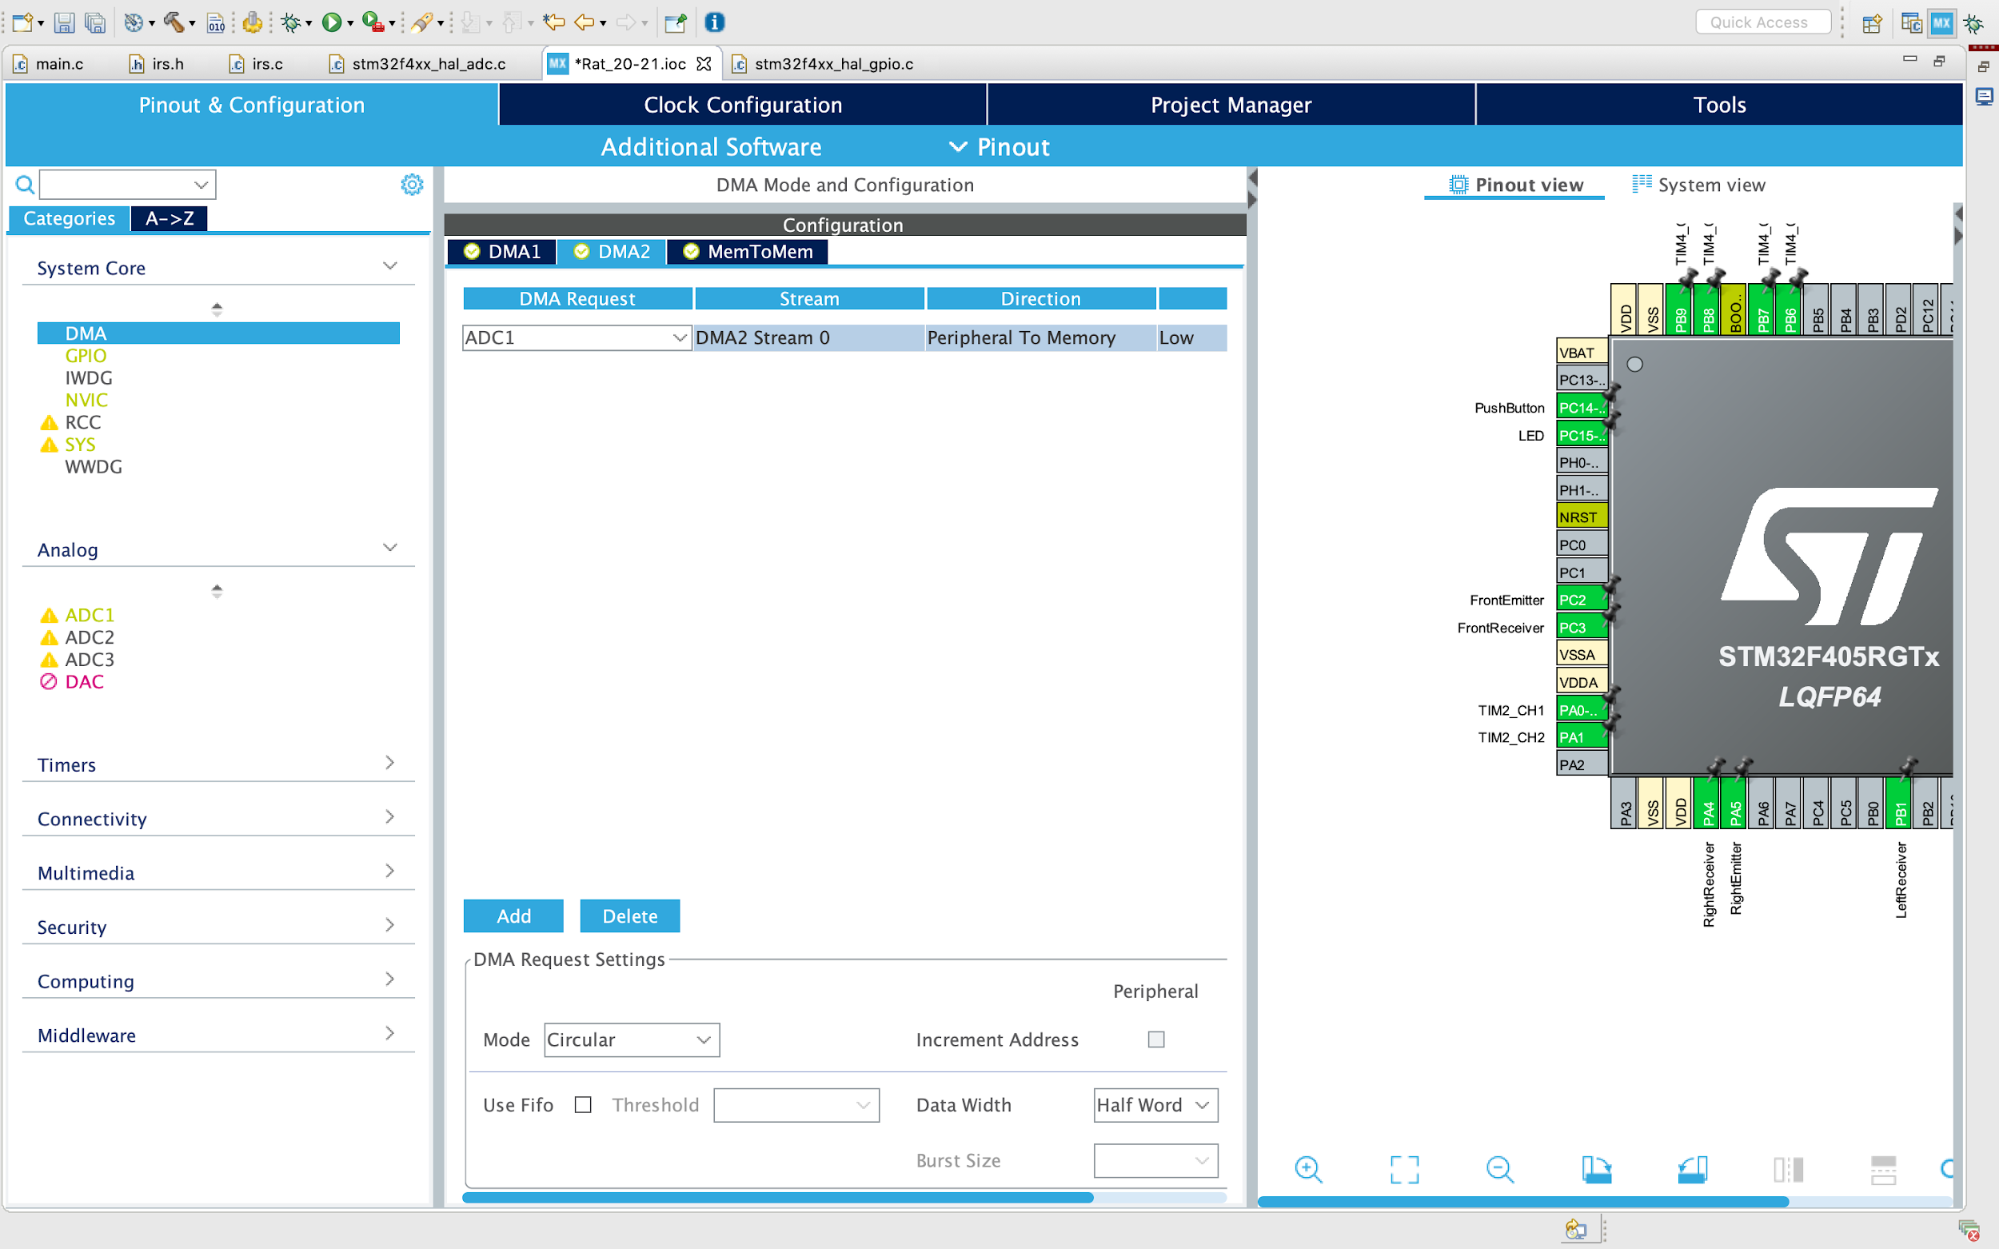 Quick Access
MX
main.c
irs.h
irs.c
stm32f4xx_hal_adc.c
MX *Rat_20-21.ioc
stm32f4xx_hal_gpio.c
Pinout & Configuration
Clock Configuration
Project Manager
Tools
Additional Software
Pinout
DMA Mode and Configuration
Pinout view
System view
Categories
A->Z
Configuration
DMA1
DMA2
MemToMem
System Core
DMA
GPIO
IWDG
NVIC
RCC
SYS
WWDG
Analog
ADC1
ADC2
ADC3
DAC
Timers
Connectivity
Multimedia
Security
Computing
Middleware
DMA Request
Stream
Direction
ADC1
DMA2 Stream 0
Peripheral To Memory
Low
Add
Delete
DMA Request Settings
Peripheral
Mode
Circular
Increment Address
Use Fifo
Threshold
Data Width
Half Word
Burst Size
TIM4_(
TIM4_(
TIM4_(
TIM4_(
VDD
VSS
PB9
PB8
BOO..
PB7
PB6
PB5
PB4
PB3
PD2
PC12
VBAT
PC13-..
PushButton
PC14-..
LED
PC15-..
PH0-..
PH1-..
NRST
PC0
PC1
FrontEmitter
PC2
FrontReceiver
PC3
VSSA
VDDA
TIM2_CH1
PA0-..
TIM2_CH2
PA1
PA2
ST
STM32F405RGTx
LQFP64
PA3
VSS
VDD
PA4
PA5
PA6
PA7
PC4
PC5
PB0
PB1
PB2
RightReceiver
RightEmitter
LeftReceiver